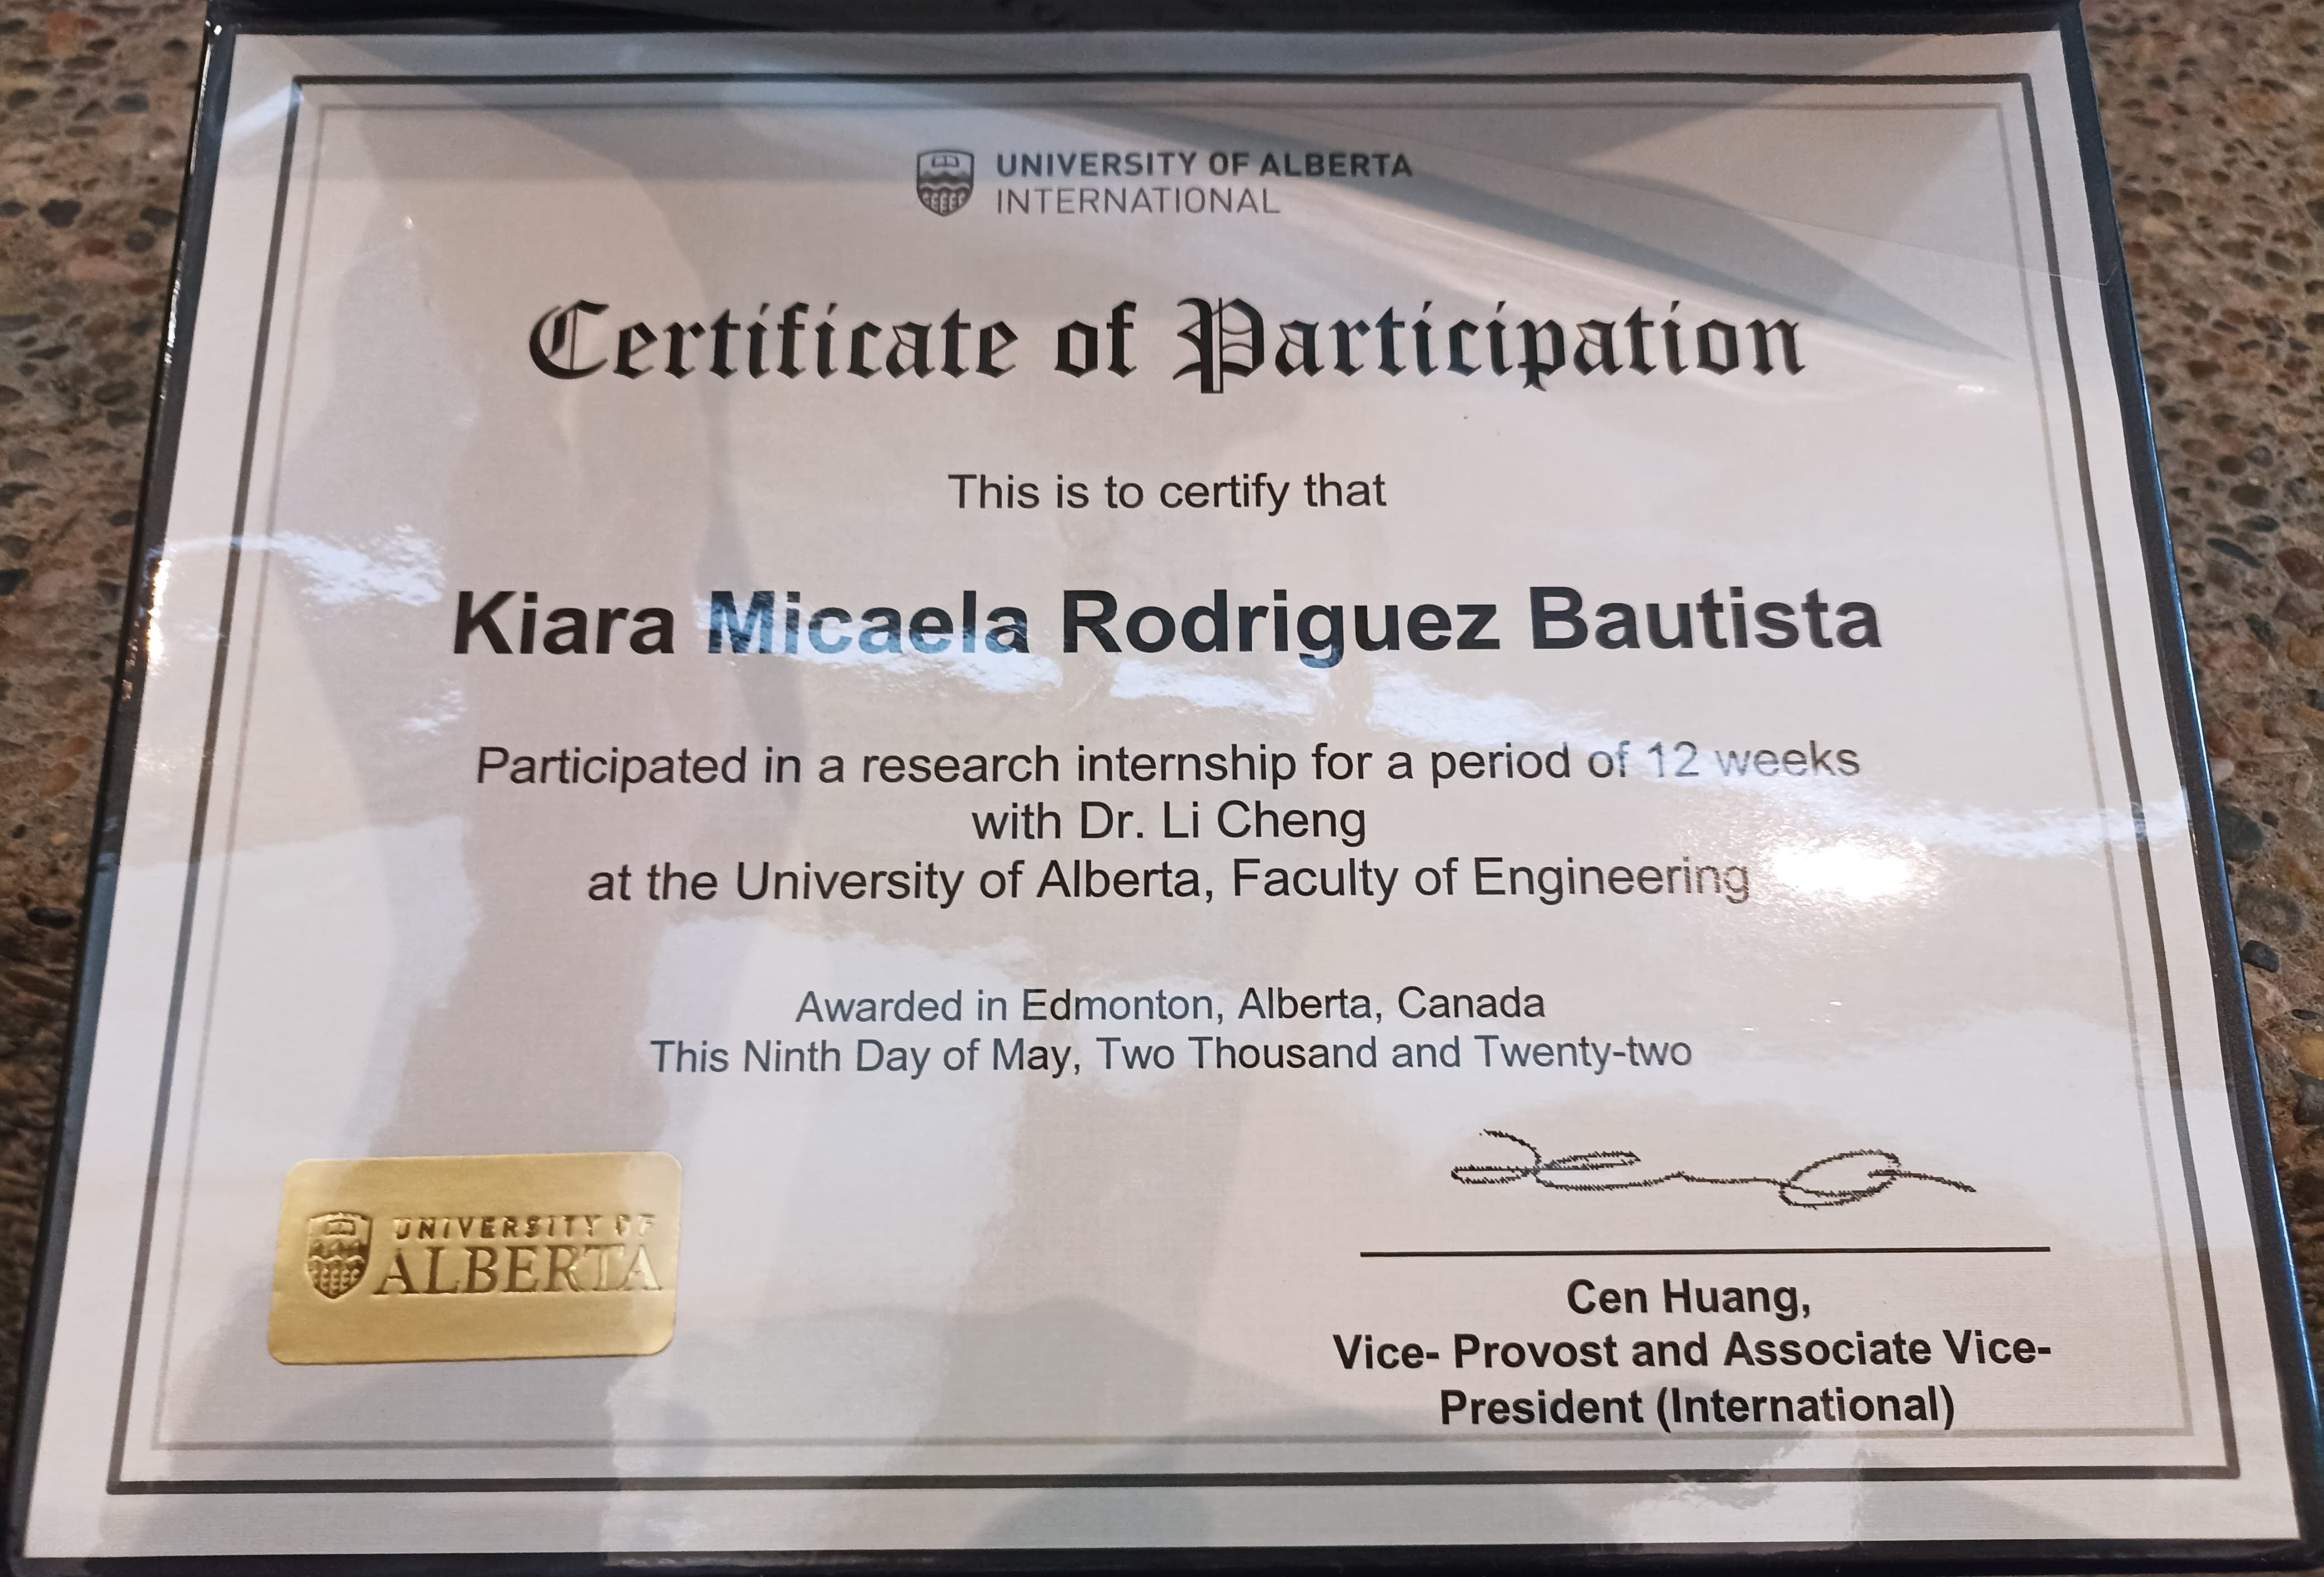 UNIVERSITY OF ALBERTA
INTERNATIONAL
Certificate of Participation
This is to certify that
Kiara Micaela Rodriguez Bautista
Participated in a research internship for a period of 12 weeks
with Dr. Li Cheng
at the University of Alberta, Faculty of Engineering
Awarded in Edmonton, Alberta, Canada
This Ninth Day of May, Two Thousand and Twenty-two
UNIVERSITY OF
ALBERTA
Cen Huang,
Vice- Provost and Associate Vice-
President (International)